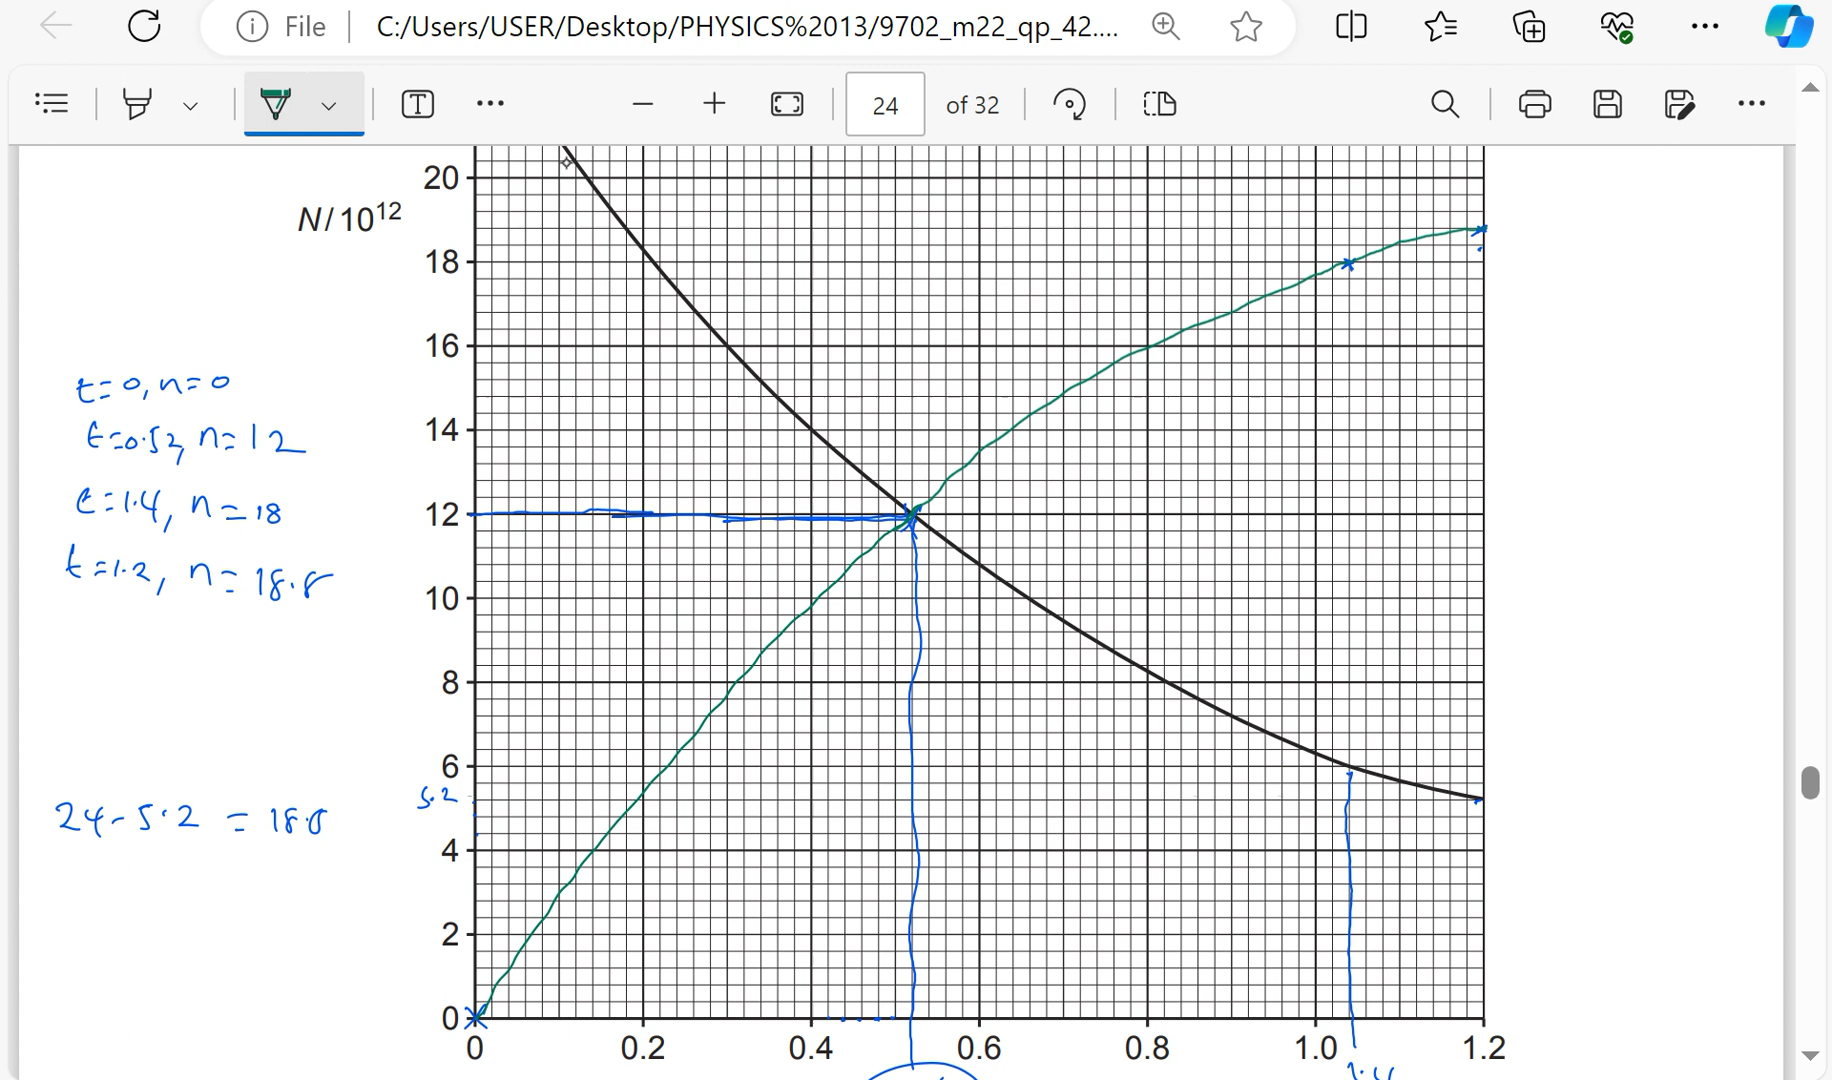 File
C:/Users/USER/Desktop/PHYSICS%2013/9702_m22_qp_42....
24 of 32
20
N/10¹²
18
16
t=0, n=0
14
t=0.52, n=12
12
t=1.4, n=18
t=1.2, n=18.8
10
8
6
5.2
24-5.2 = 18.8
4
2
0
0 0.2 0.4 0.6 0.8 1.0 1.2